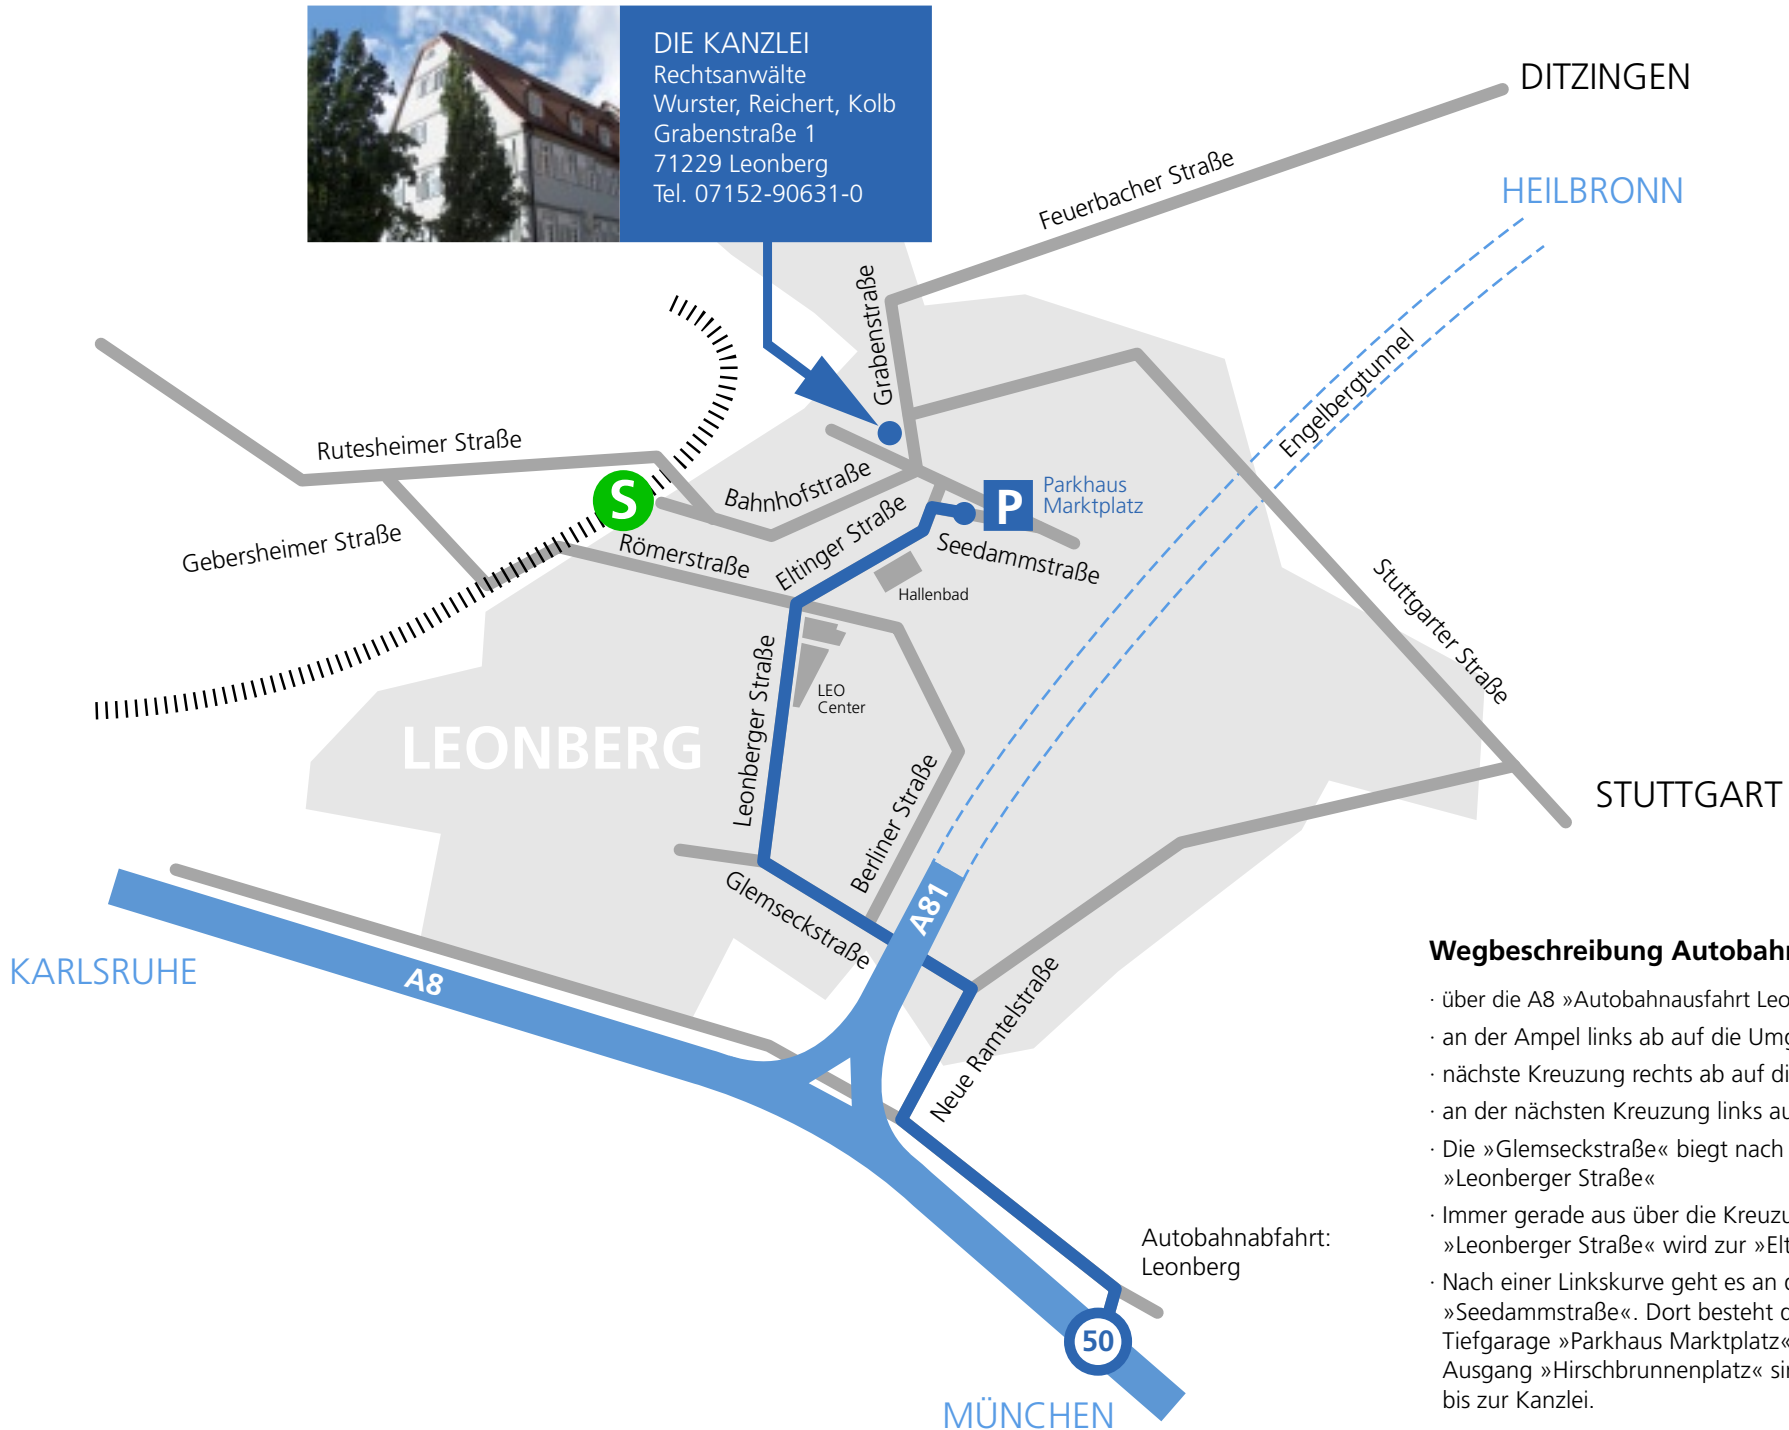 DIE KANZLEI
Rechtsanwälte
Wurster, Reichert, Kolb
Grabenstraße 1
71229 Leonberg
Tel. 07152-90631-0
DITZINGEN
HEILBRONN
Feuerbacher Straße
Grabenstraße
Engelbergtunnel
Rutesheimer Straße
S
Bahnhofstraße
P
Parkhaus
Marktplatz
Gebersheimer Straße
Römerstraße
Eltinger Straße
Seedammstraße
Hallenbad
Stuttgarter Straße
Leonberger Straße
LEO
Center
LEONBERG
STUTTGART
Berliner Straße
Glemseckstraße
A81
KARLSRUHE
A8
Neue Ramtelstraße
Autobahnabfahrt:
Leonberg
50
MÜNCHEN
Wegbeschreibung Autobah
· über die A8 »Autobahnausfahrt Leo
· an der Ampel links ab auf die Um
· nächste Kreuzung rechts ab auf di
· an der nächsten Kreuzung links au
· Die »Glemseckstraße« biegt nach
»Leonberger Straße«
· Immer gerade aus über die Kreuzu
»Leonberger Straße« wird zur »Elt
· Nach einer Linkskurve geht es an
»Seedammstraße«. Dort besteht
Tiefgarage »Parkhaus Marktplatz«
Ausgang »Hirschbrunnenplatz« sin
bis zur Kanzlei.